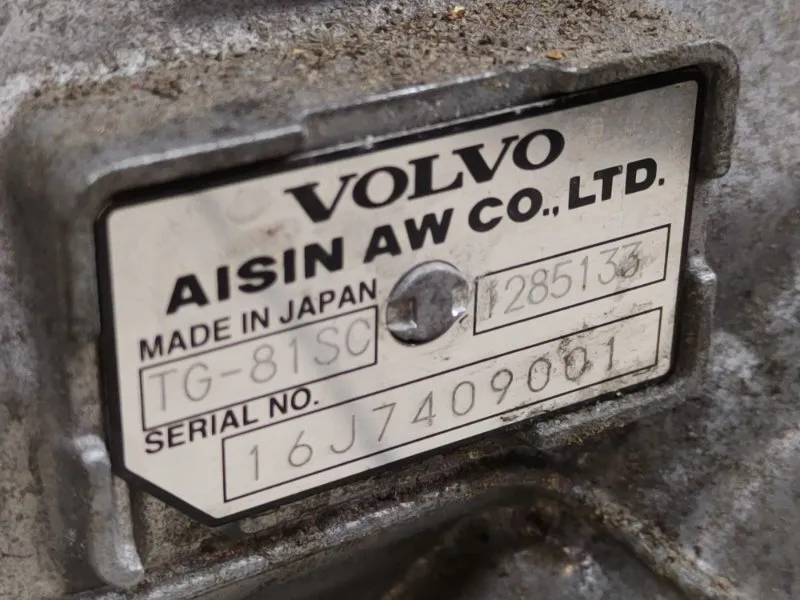 VOLVO
AISIN AW CO., LTD.
MADE IN JAPAN
TG-81SC 1285133
SERIAL NO.
16J7409001